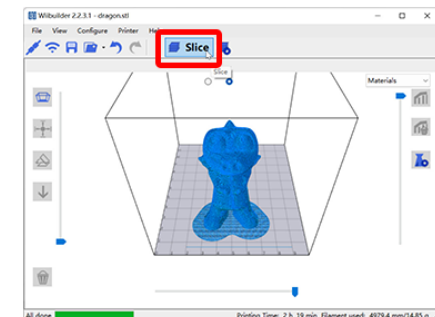 Wiibuilder 2.2.3.1 - dragon.stl
File View Configure Printer Help
Slice
Slice
Materials
All done
Printing Time: 2 h 19 min Filament used: 4979.4 mm/14.85 g